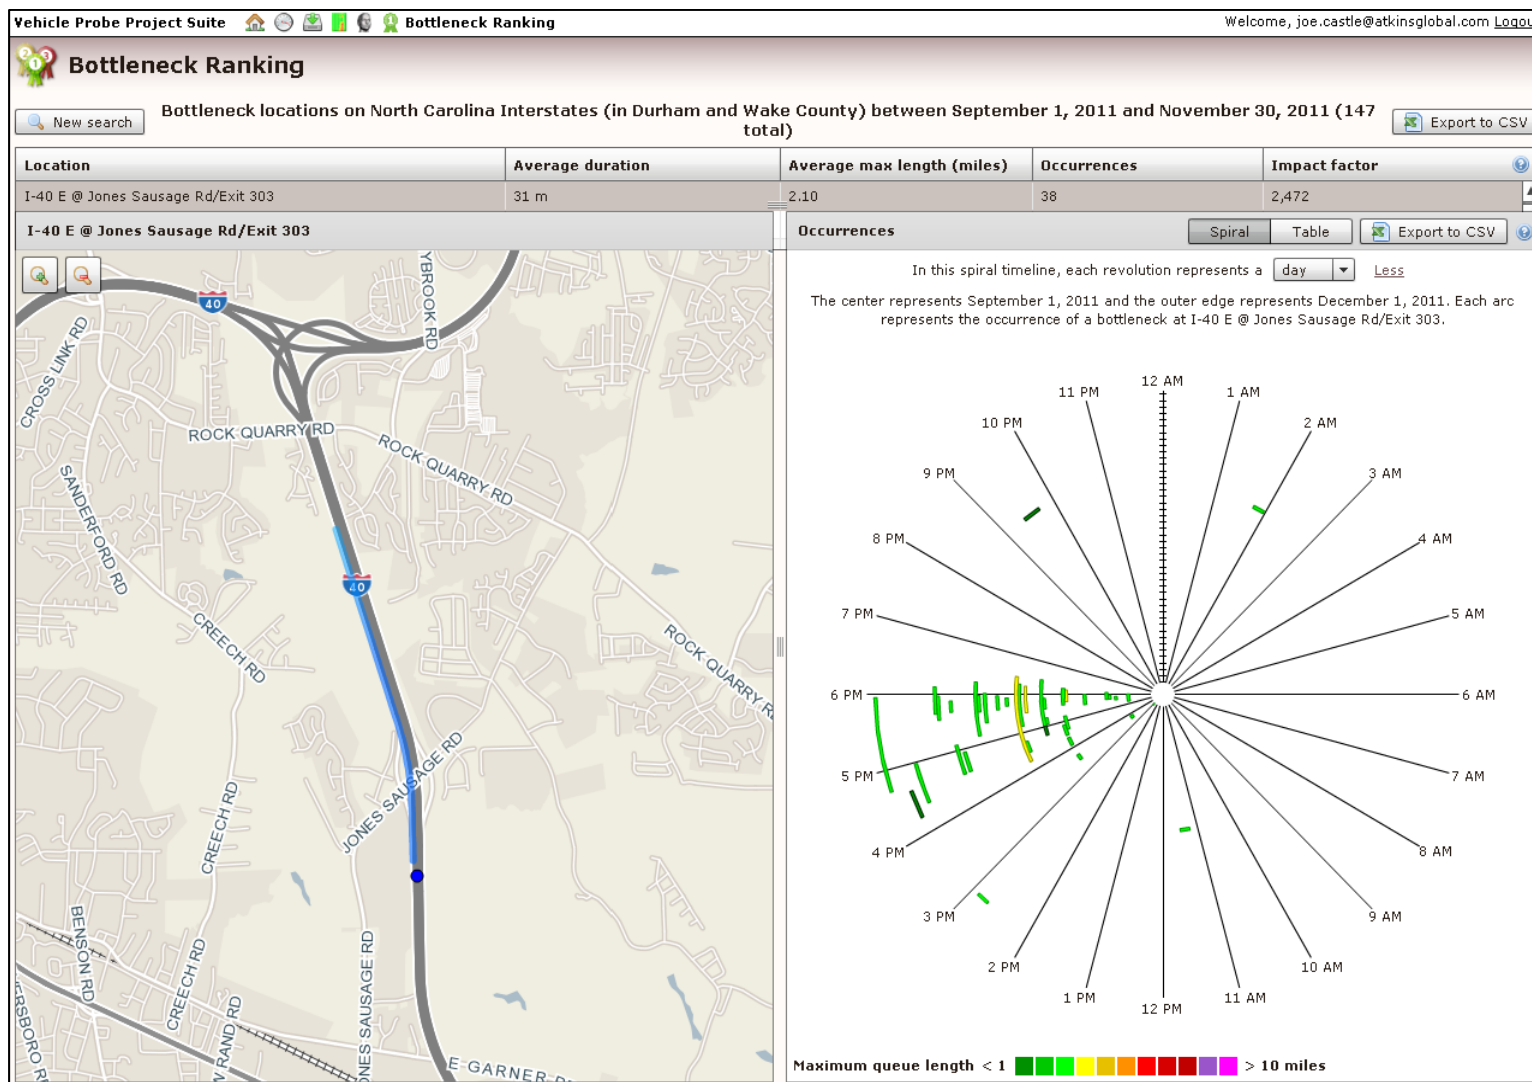 Vehicle Probe Project Suite
Bottleneck Ranking
Welcome, joe.castle@atkinsglobal.com
Bottleneck Ranking
New search
Bottleneck locations on North Carolina Interstates (in Durham and Wake County) between September 1, 2011 and November 30, 2011 (147
total)
Export to CSV
Location Average duration Average max length (miles) Occurrences Impact factor
I-40 E @ Jones Sausage Rd/Exit 303 31 m 2.10 38 2,472
I-40 E @ Jones Sausage Rd/Exit 303
Occurrences
Spiral Table Export to CSV
In this spiral timeline, each revolution represents a day Less
The center represents September 1, 2011 and the outer edge represents December 1, 2011. Each arc
represents the occurrence of a bottleneck at I-40 E @ Jones Sausage Rd/Exit 303.
40
YBROOK RD
CROSS LINK RD
ROCK QUARRY RD
ROCK QUARRY RD
SANDERFORD RD
40
CREECH RD
ROCK QUARRY RD
JONES SAUSAGE RD
CREECH RD
BENSON RD
CREECH RD
JONES SAUSAGE RD
ERSBORO RD
RAND RD
E GARNER
12 AM
1 AM
2 AM
3 AM
4 AM
5 AM
6 AM
7 AM
8 AM
9 AM
10 AM
11 AM
12 PM
1 PM
2 PM
3 PM
4 PM
5 PM
6 PM
7 PM
8 PM
9 PM
10 PM
11 PM
Maximum queue length < 1 > 10 miles